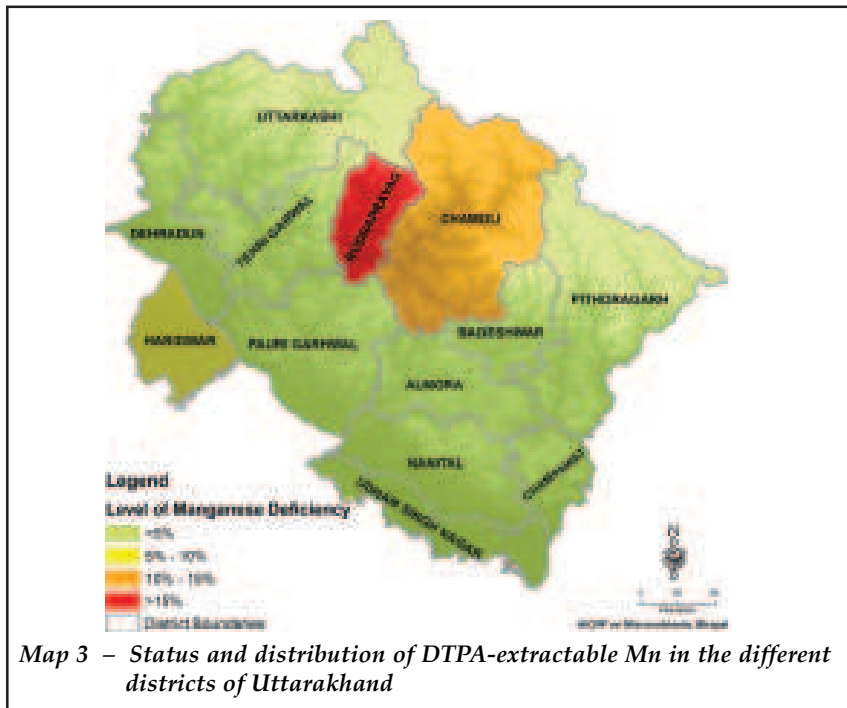 UTTARKASHI
RUDRAPRAYAG
CHAMOLI
TEHRI GARHWAL
DEHRADUN
PITHORAGARH
HARIDWAR
PAURI GARHWAL
BAGESHWAR
ALMORA
NANITAL
CHAMPAWAT
UDHAM SINGH NAGAR
Legend
Level of Manganese Deficiency
<5%
5% - 10%
10% - 15%
>15%
District Boundaries
N
Map 3 – Status and distribution of DTPA-extractable Mn in the different
districts of Uttarakhand